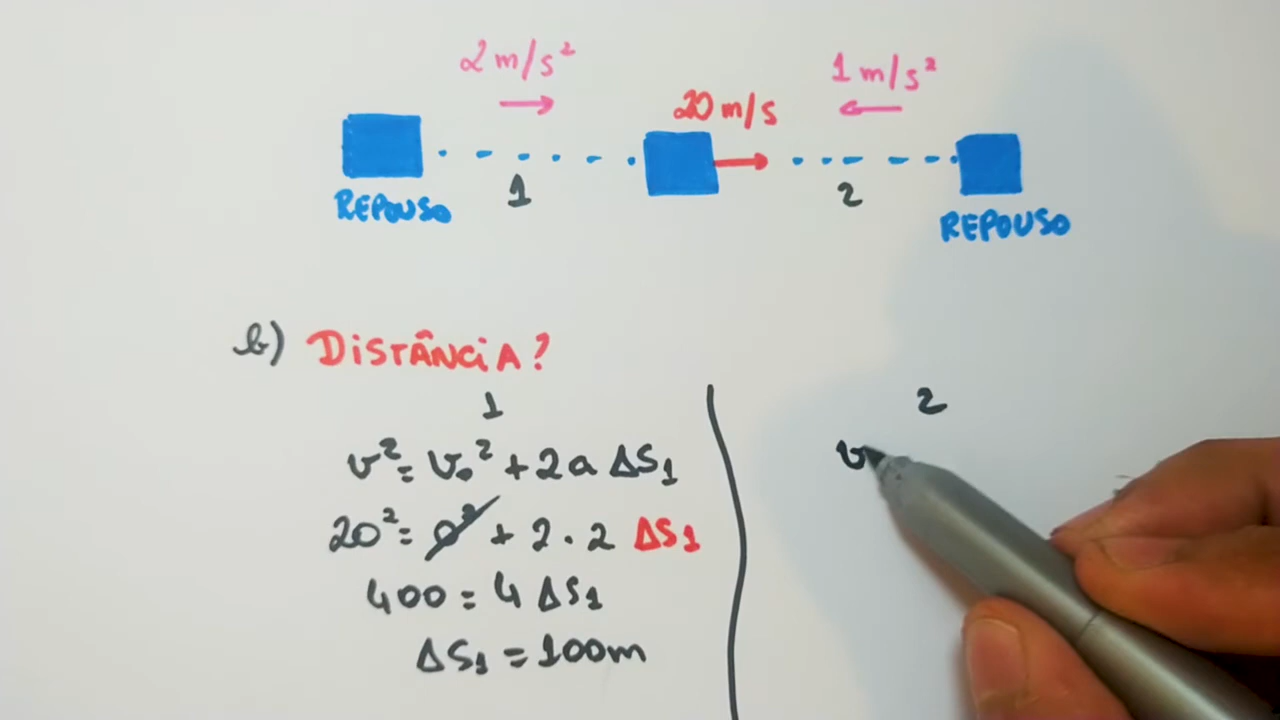 2 m/s² 1 m/s²
20 m/s
1 2
REPOUSO REPOUSO
b) DISTÂNCIA?
1
v² = v₀² + 2a ΔS₁
20² = 0² + 2 . 2 ΔS₁
400 = 4 ΔS₁
ΔS₁ = 100m
2
v